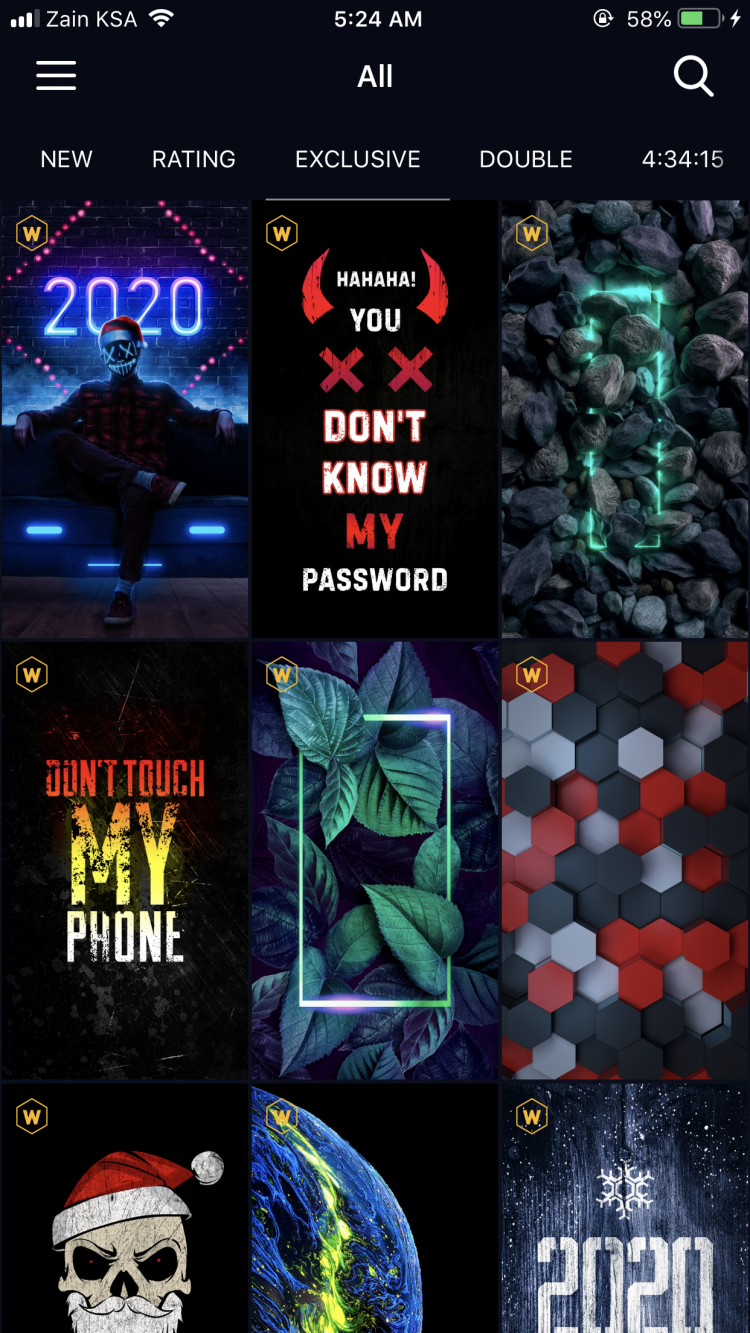 Zain KSA 5:24 AM 58%
All
NEW RATING EXCLUSIVE DOUBLE 4:34:15
W W W
2020
HAHAHA!
YOU
DON'T
KNOW
MY
PASSWORD
W W W
DON'T TOUCH
MY
PHONE
W W W
2020